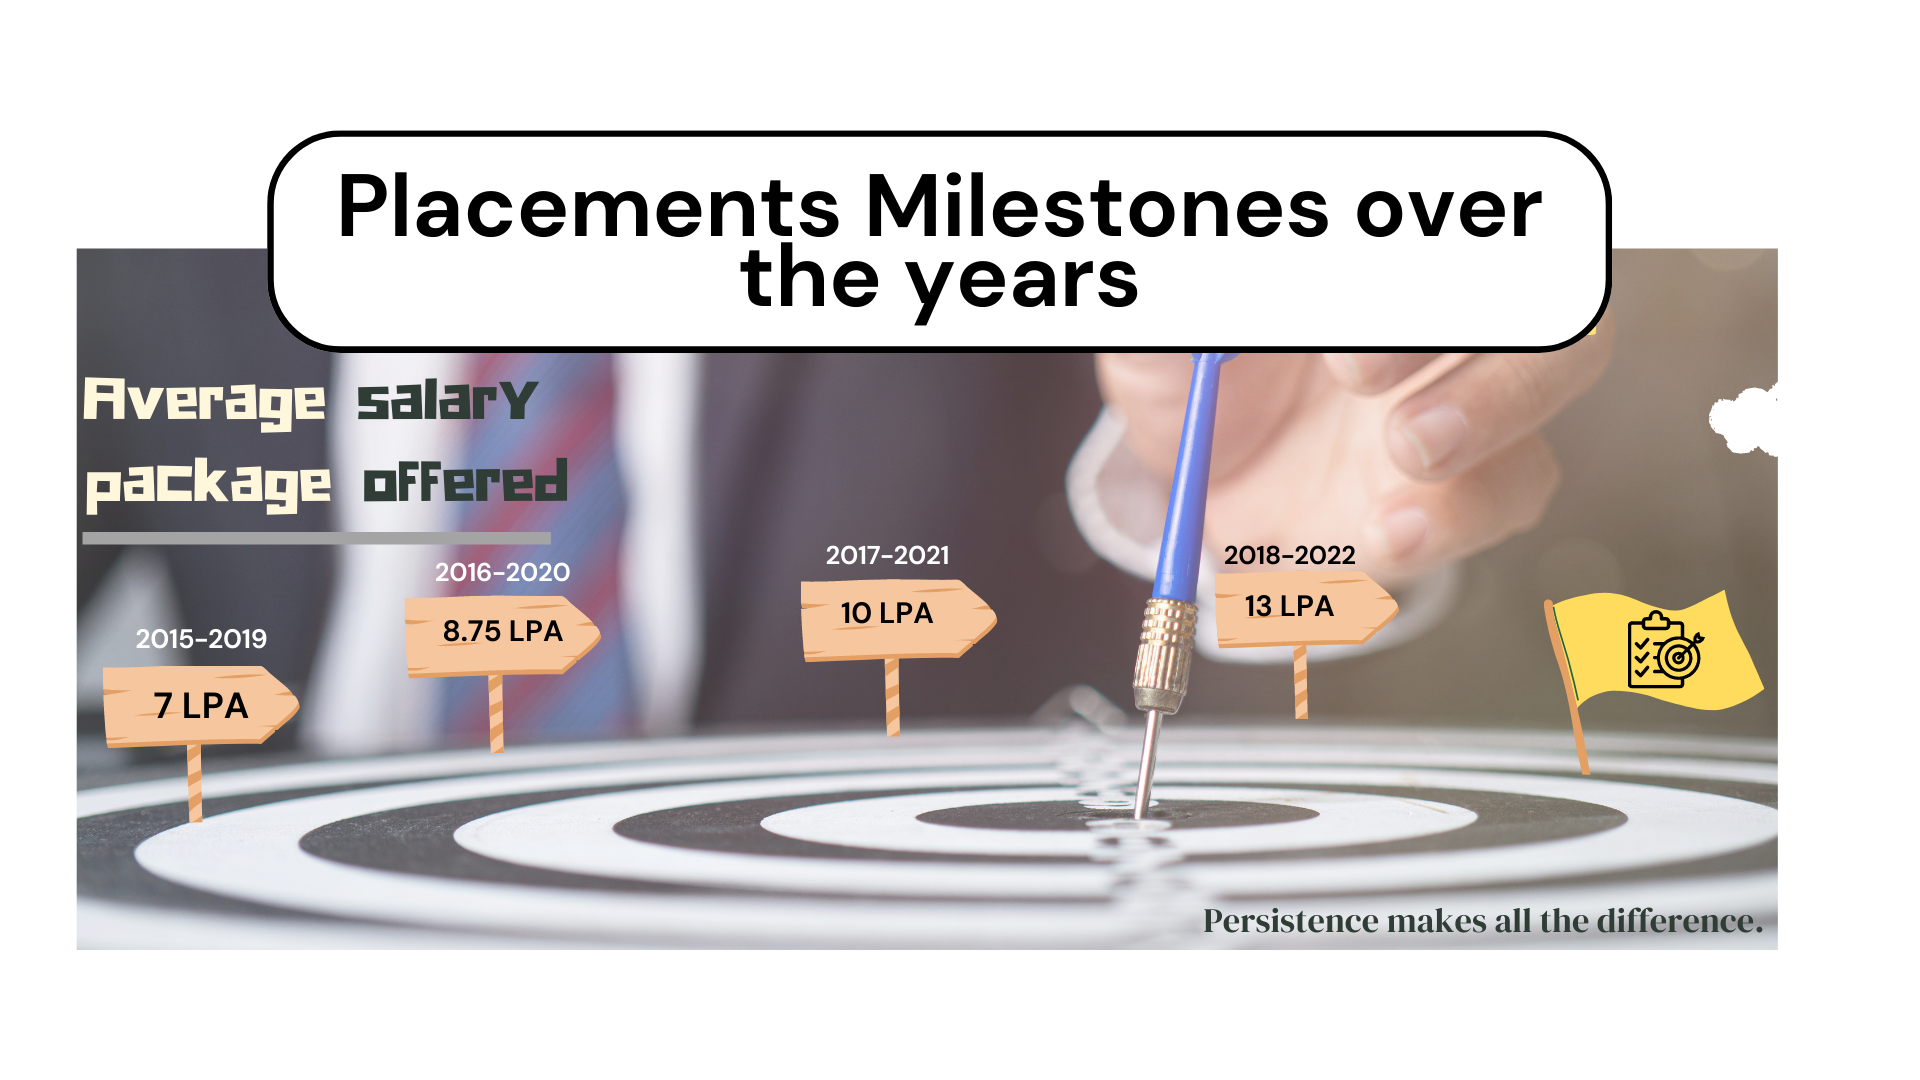 Placements Milestones over
the years
Average salary
package offered
2015-2019
7 LPA
2016-2020
8.75 LPA
2017-2021
10 LPA
2018-2022
13 LPA
Persistence makes all the difference.